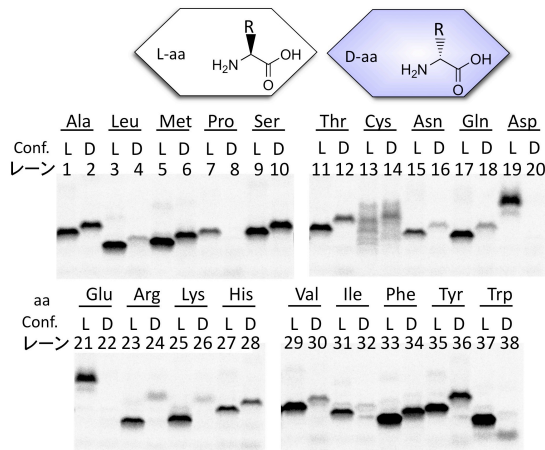 L-aa
R
H₂N
OH
O
D-aa
R
H₂N
OH
O
Ala Leu Met Pro Ser Thr Cys Asn Gln Asp
Conf. L D L D L D L D L D L D L D L D L D L D
レーン 1 2 3 4 5 6 7 8 9 10 11 12 13 14 15 16 17 18 19 20
aa Glu Arg Lys His Val Ile Phe Tyr Trp
Conf. L D L D L D L D L D L D L D L D L D
レーン 21 22 23 24 25 26 27 28 29 30 31 32 33 34 35 36 37 38